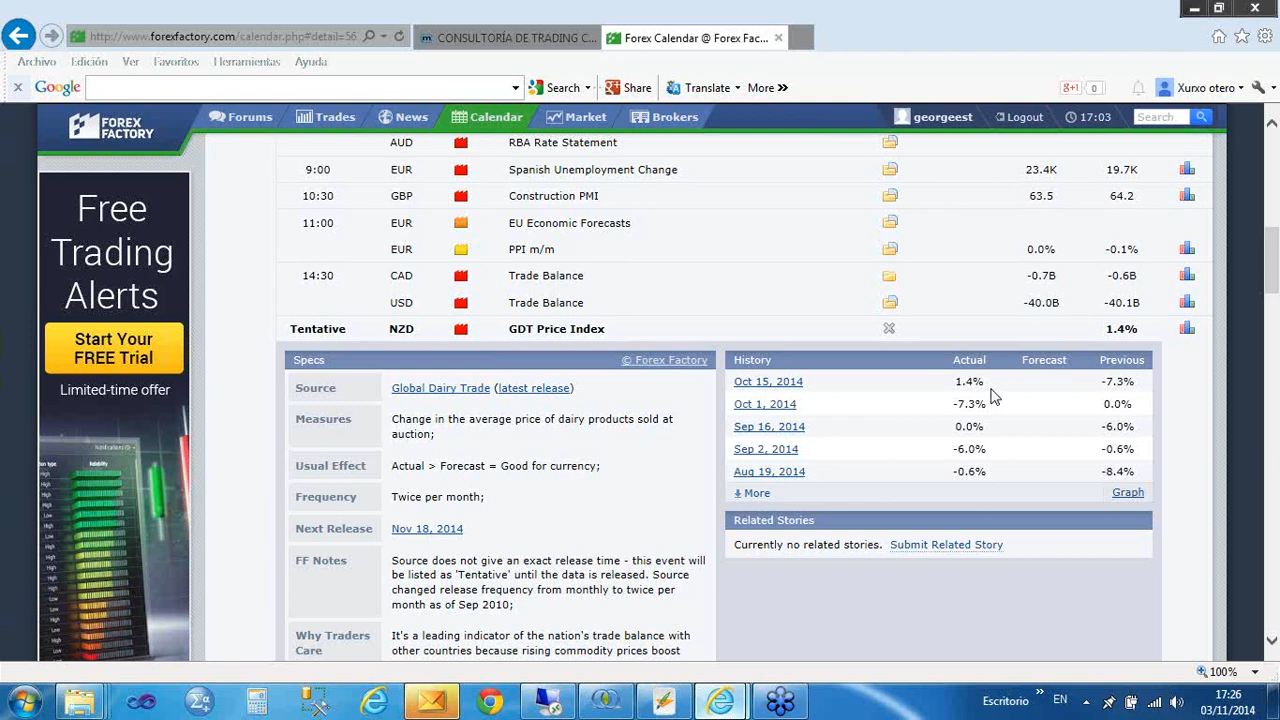 http://www.forexfactory.com/calendar.php#detail=56
CONSULTORÍA DE TRADING C...
Forex Calendar @ Forex Fac...
Archivo Edición Ver Favoritos Herramientas Ayuda
Google Search Share Translate More » g+1 0 Xurxo otero
FOREX FACTORY
Forums Trades News Calendar Market Brokers georgeest Logout 17:03 Search
Free
Trading
Alerts
Start Your
FREE Trial
Limited-time offer
AUD RBA Rate Statement
9:00 EUR Spanish Unemployment Change 23.4K 19.7K
10:30 GBP Construction PMI 63.5 64.2
11:00 EUR EU Economic Forecasts
EUR PPI m/m 0.0% -0.1%
14:30 CAD Trade Balance -0.7B -0.6B
USD Trade Balance -40.0B -40.1B
Tentative NZD GDT Price Index 1.4%
Specs © Forex Factory
Source Global Dairy Trade (latest release)
Measures Change in the average price of dairy products sold at
auction;
Usual Effect Actual > Forecast = Good for currency;
Frequency Twice per month;
Next Release Nov 18, 2014
FF Notes Source does not give an exact release time - this event
will be listed as 'Tentative' until the data is released. Source
changed release frequency from monthly to twice per
month as of Sep 2010;
Why Traders Care It's a leading indicator of the nation's trade balance with
other countries because rising commodity prices boost
History Actual Forecast Previous
Oct 15, 2014 1.4% -7.3%
Oct 1, 2014 -7.3% 0.0%
Sep 16, 2014 0.0% -6.0%
Sep 2, 2014 -6.0% -0.6%
Aug 19, 2014 -0.6% -8.4%
More Graph
Related Stories
Currently no related stories. Submit Related Story
100%
Escritorio » EN 17:26
03/11/2014